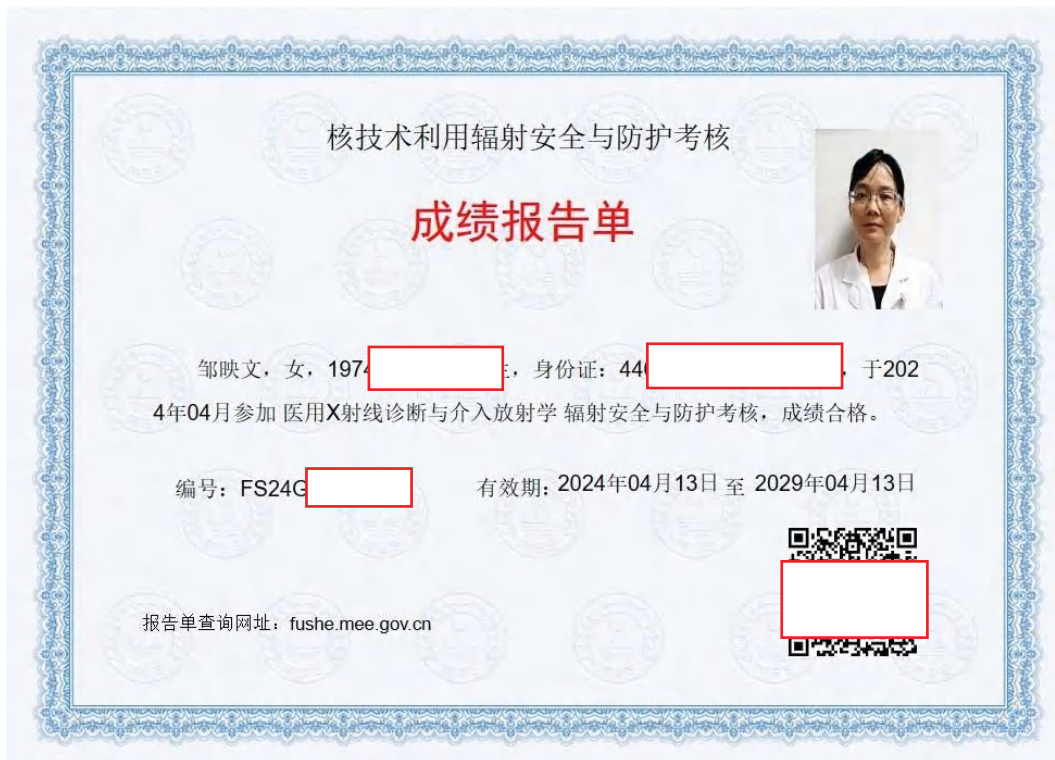 核技术利用辐射安全与防护考核
成绩报告单
邹映文，女，1974 生，身份证：440 ，于202
4年04月参加 医用X射线诊断与介入放射学 辐射安全与防护考核，成绩合格。
编号：FS24G 有效期：2024年04月13日 至 2029年04月13日
报告单查询网址：fushe.mee.gov.cn